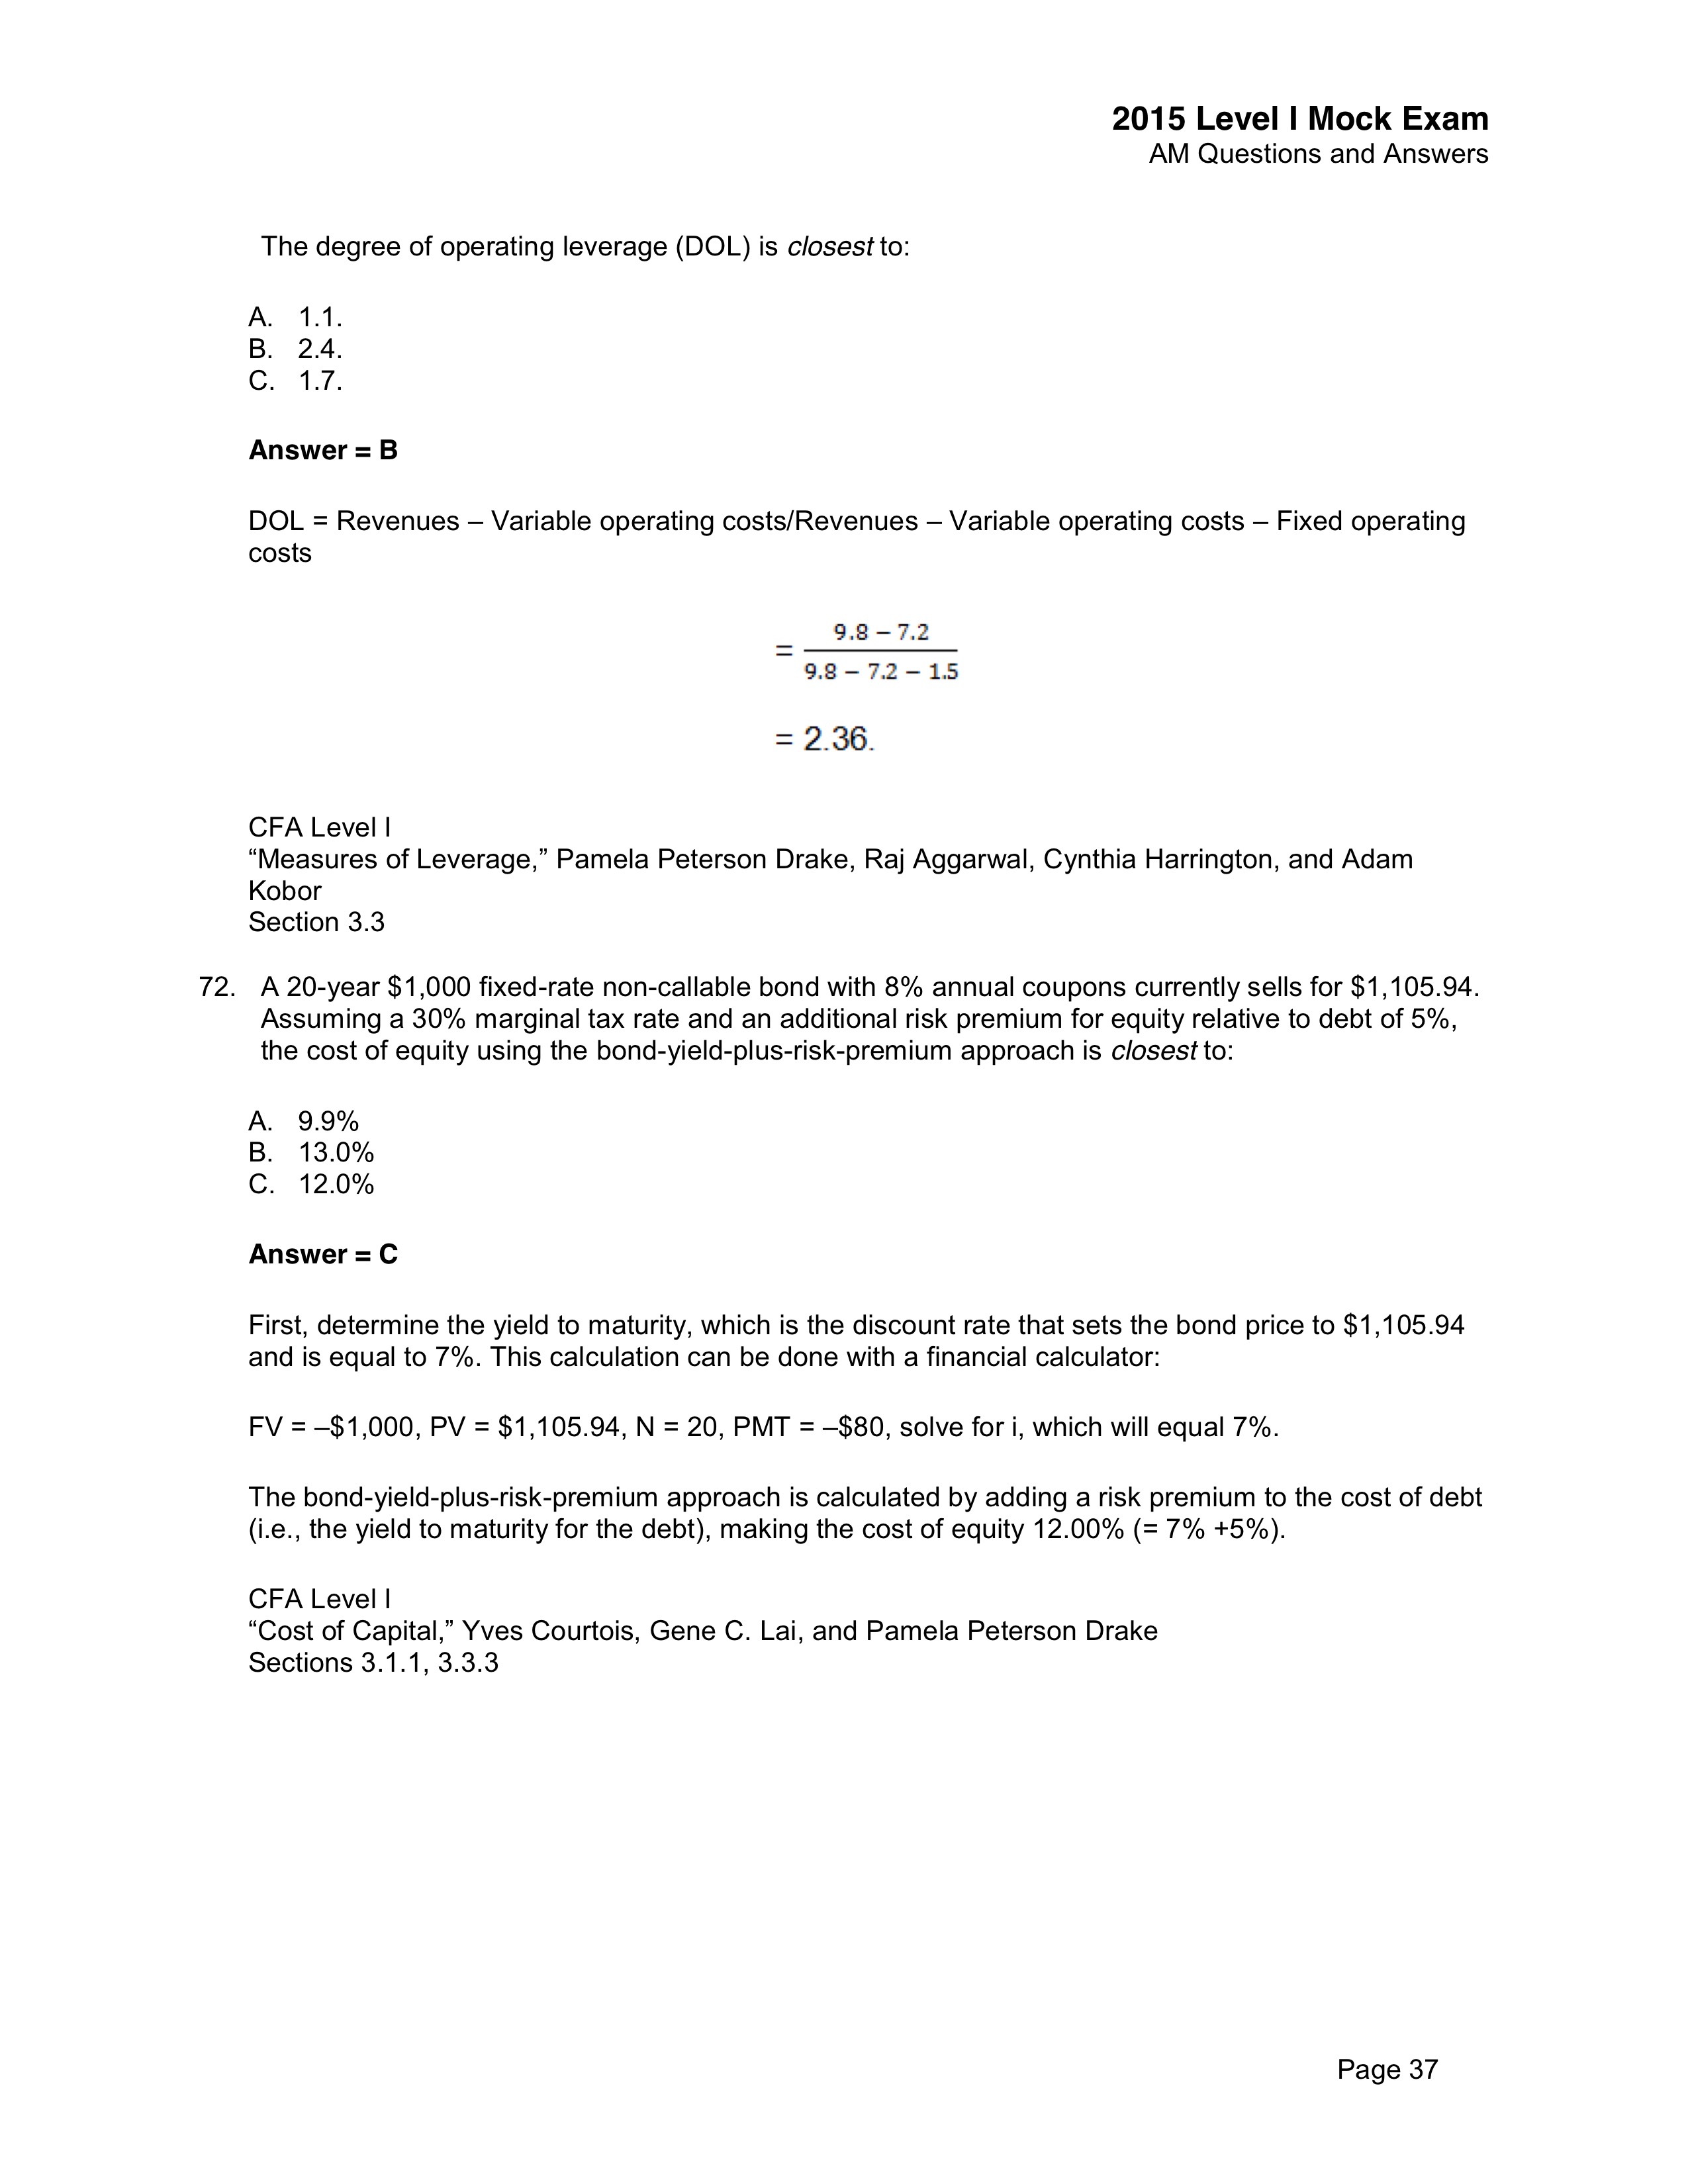 2015 Level I Mock Exam
AM Questions and Answers
The degree of operating leverage (DOL) is closest to:
A. 1.1.
B. 2.4.
C. 1.7.
Answer = B
DOL = Revenues – Variable operating costs/Revenues – Variable operating costs – Fixed operating
costs
= 9.8 – 7.2
9.8 – 7.2 – 1.5
= 2.36.
CFA Level I
“Measures of Leverage,” Pamela Peterson Drake, Raj Aggarwal, Cynthia Harrington, and Adam
Kobor
Section 3.3
72. A 20-year $1,000 fixed-rate non-callable bond with 8% annual coupons currently sells for $1,105.94.
Assuming a 30% marginal tax rate and an additional risk premium for equity relative to debt of 5%,
the cost of equity using the bond-yield-plus-risk-premium approach is closest to:
A. 9.9%
B. 13.0%
C. 12.0%
Answer = C
First, determine the yield to maturity, which is the discount rate that sets the bond price to $1,105.94
and is equal to 7%. This calculation can be done with a financial calculator:
FV = –$1,000, PV = $1,105.94, N = 20, PMT = –$80, solve for i, which will equal 7%.
The bond-yield-plus-risk-premium approach is calculated by adding a risk premium to the cost of debt
(i.e., the yield to maturity for the debt), making the cost of equity 12.00% (= 7% +5%).
CFA Level I
“Cost of Capital,” Yves Courtois, Gene C. Lai, and Pamela Peterson Drake
Sections 3.1.1, 3.3.3
Page 37